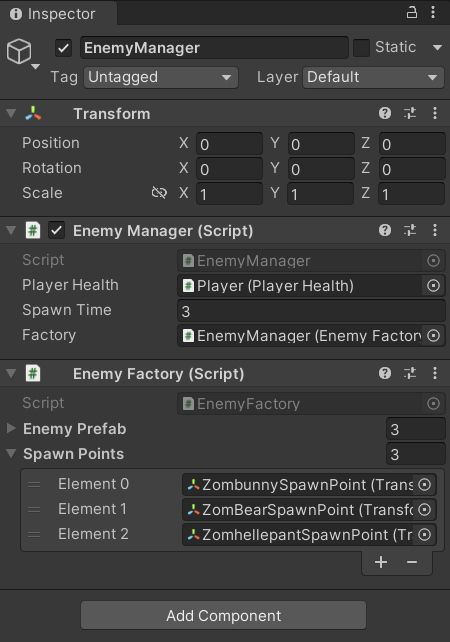 Inspector
EnemyManager Static
Tag Untagged Layer Default
Transform
Position X 0 Y 0 Z 0
Rotation X 0 Y 0 Z 0
Scale X 1 Y 1 Z 1
Enemy Manager (Script)
Script EnemyManager
Player Health Player (Player Health)
Spawn Time 3
Factory EnemyManager (Enemy Factory
Enemy Factory (Script)
Script EnemyFactory
Enemy Prefab 3
Spawn Points 3
Element 0 ZombunnySpawnPoint (Trans
Element 1 ZomBearSpawnPoint (Transfo
Element 2 ZomhellepantSpawnPoint (Tr
Add Component